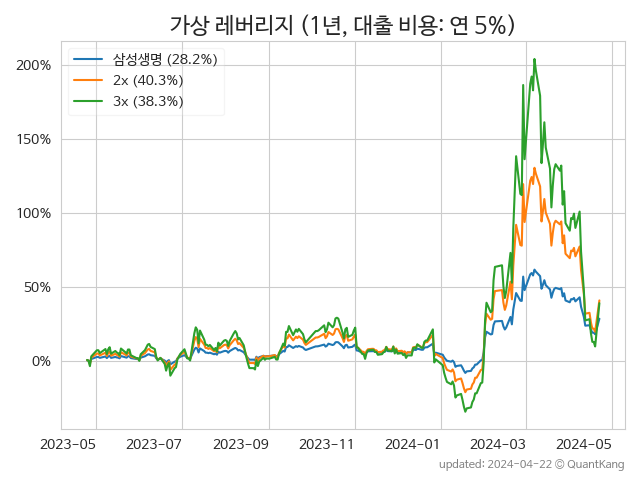 가상 레버리지 (1년, 대출 비용: 연 5%)
삼성생명 (28.2%)
2x (40.3%)
3x (38.3%)
200%
150%
100%
50%
0%
2023-05 2023-07 2023-09 2023-11 2024-01 2024-03 2024-05
updated: 2024-04-22 © QuantKang